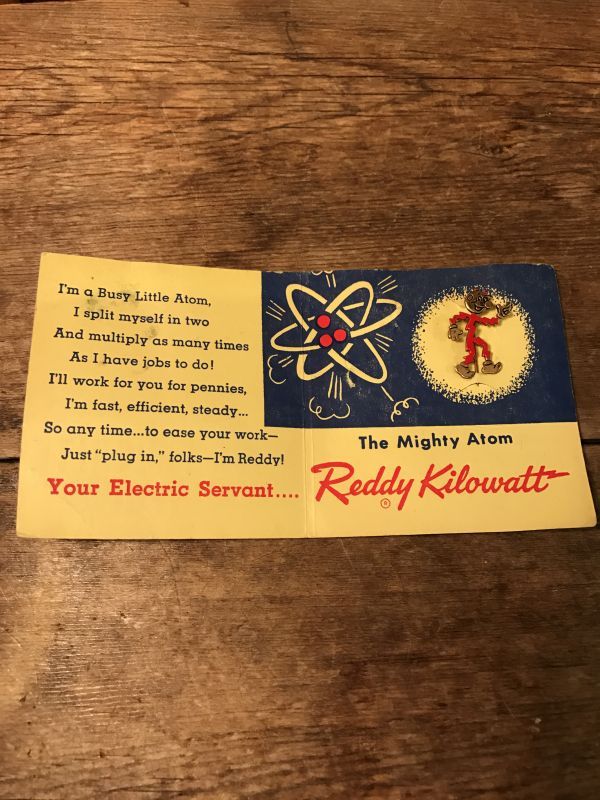 I'm a Busy Little Atom,
I split myself in two
And multiply as many times
As I have jobs to do!
I'll work for you for pennies,
I'm fast, efficient, steady...
So any time...to ease your work—
Just "plug in," folks—I'm Reddy!
Your Electric Servant....
The Mighty Atom
Reddy Kilowatt
®